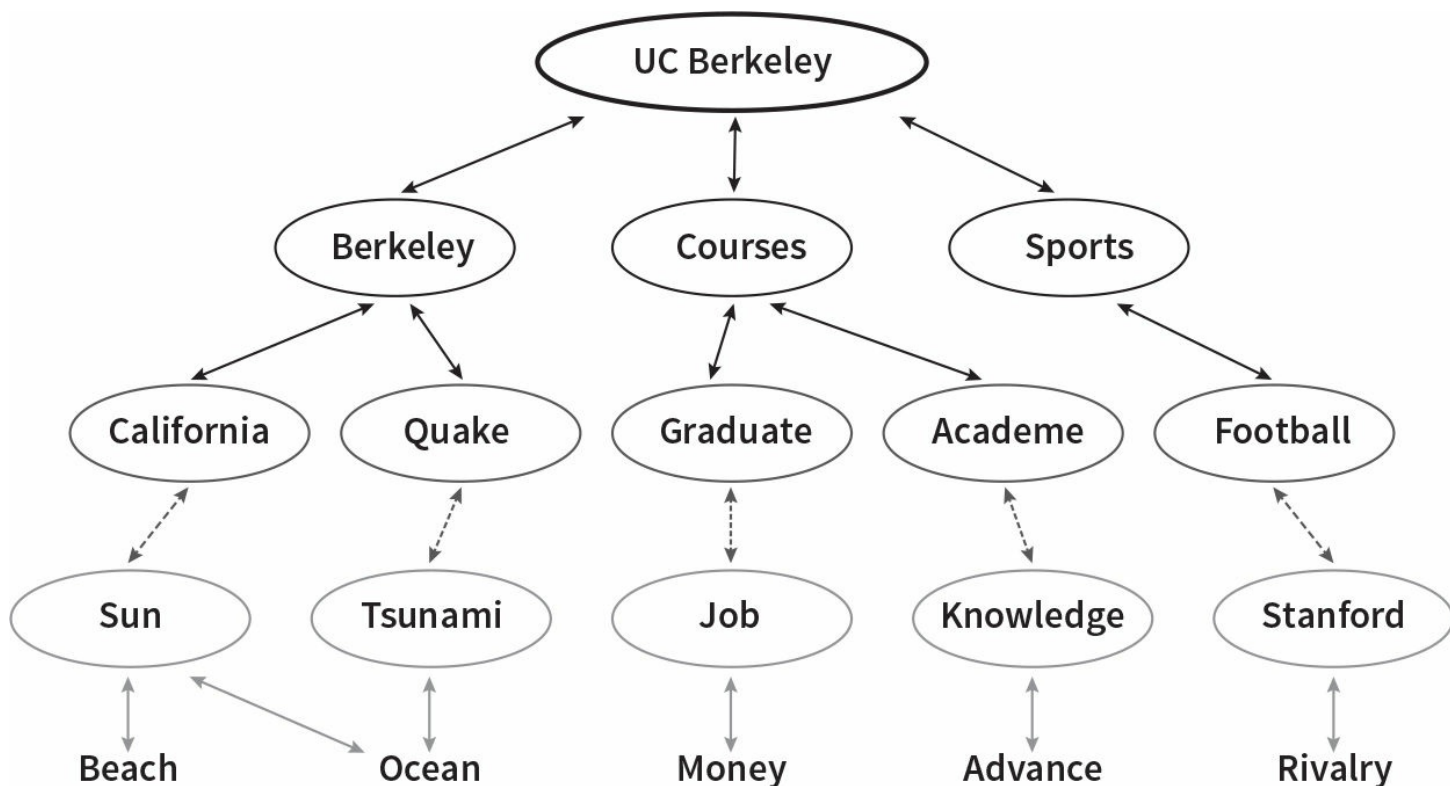 UC Berkeley
Berkeley Courses Sports
California Quake Graduate Academe Football
Sun Tsunami Job Knowledge Stanford
Beach Ocean Money Advance Rivalry